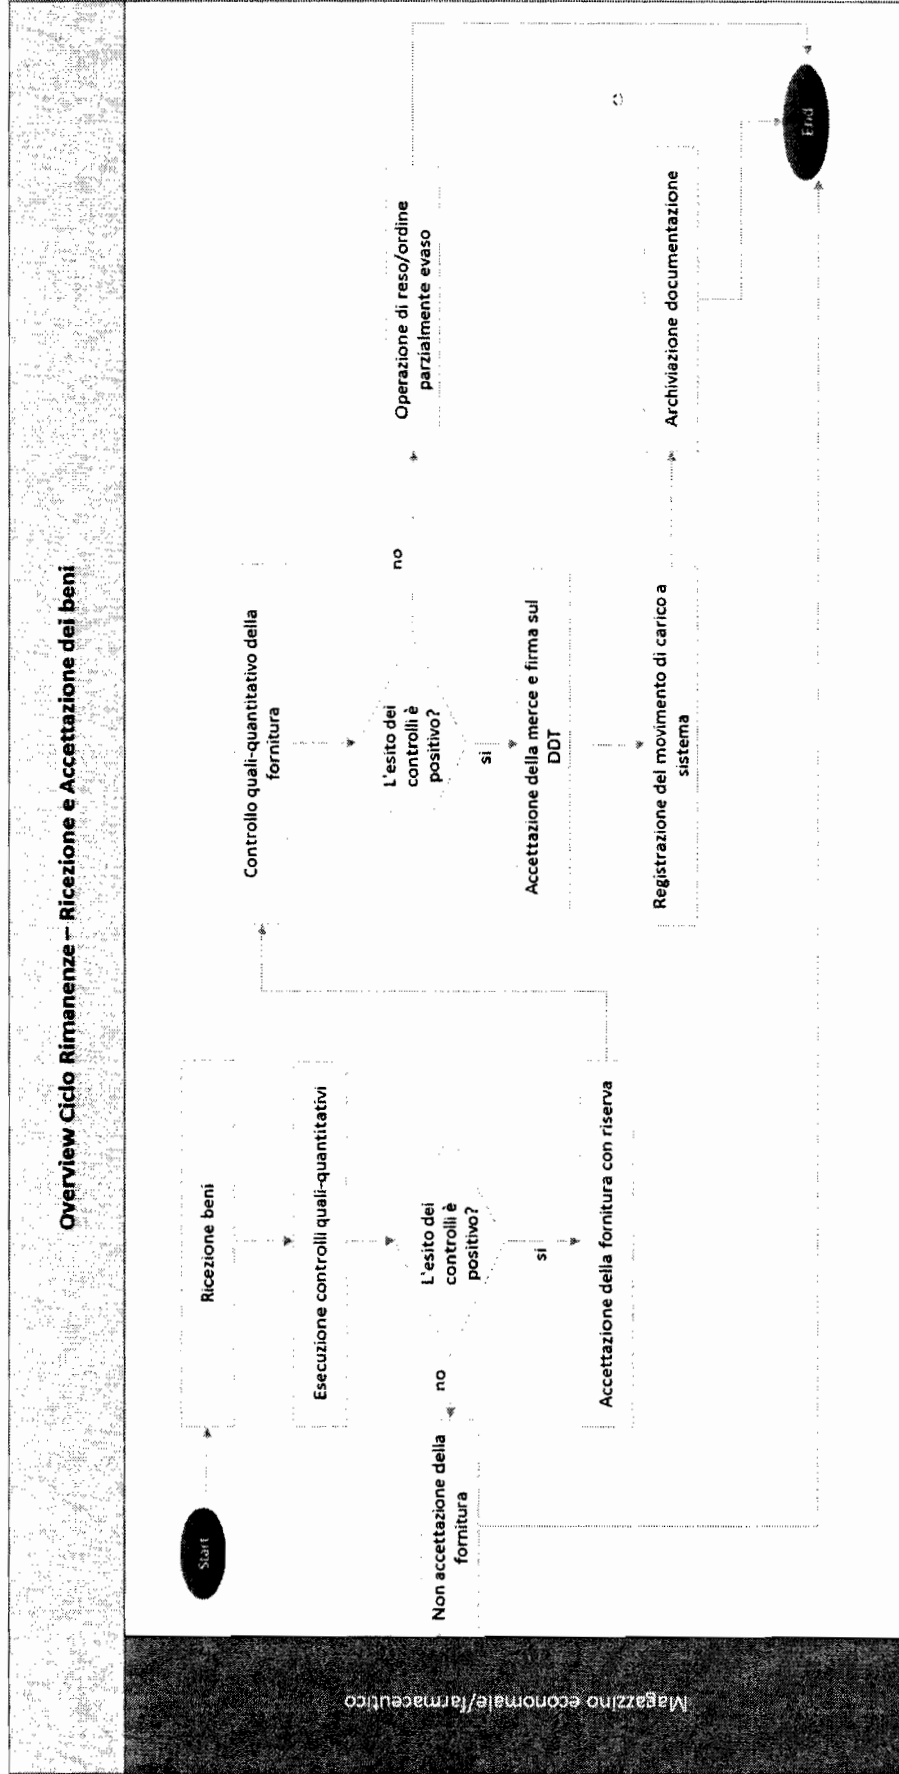 Overview Ciclo Rimanenze – Ricezione e Accettazione dei beni
Magazzino economale/farmaceutico
Start
Ricezione beni
Esecuzione controlli quali-quantitativi
L'esito dei
controlli è
positivo?
no
Non accettazione della
fornitura
si
Accettazione della fornitura con riserva
Controllo quali-quantitativo della
fornitura
L'esito dei
controlli è
positivo?
no
Operazione di reso/ordine
parzialmente evaso
si
Accettazione della merce e firma sul
DDT
Registrazione del movimento di carico a
sistema
Archiviazione documentazione
End